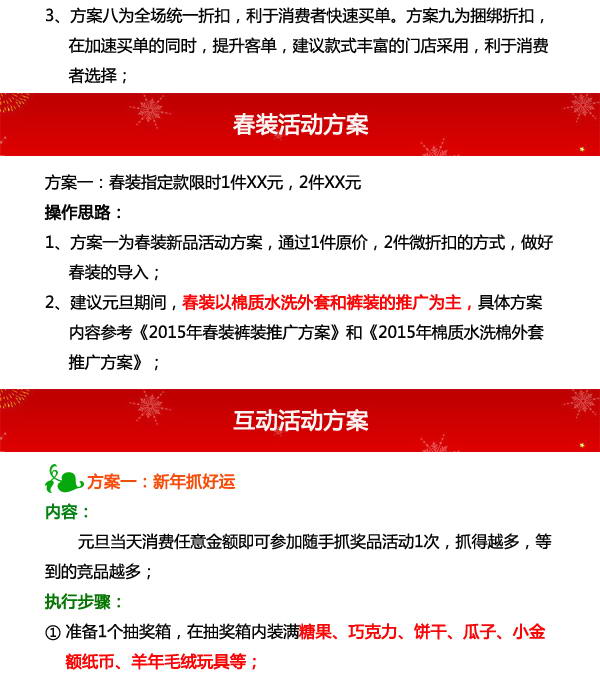 3、方案八为全场统一折扣，利于消费者快速买单。方案九为捆绑折扣，
在加速买单的同时，提升客单，建议款式丰富的门店采用，利于消费
者选择；
春装活动方案
方案一：春装指定款限时1件XX元，2件XX元
操作思路：
1、方案一为春装新品活动方案，通过1件原价，2件微折扣的方式，做好
春装的导入；
2、建议元旦期间，春装以棉质水洗外套和裤装的推广为主，具体方案
内容参考《2015年春装裤装推广方案》和《2015年棉质水洗棉外套
推广方案》；
互动活动方案
方案一：新年抓好运
内容：
元旦当天消费任意金额即可参加随手抓奖品活动1次，抓得越多，等
到的竞品越多；
执行步骤：
① 准备1个抽奖箱，在抽奖箱内装满糖果、巧克力、饼干、瓜子、小金
额纸币、羊年毛绒玩具等；